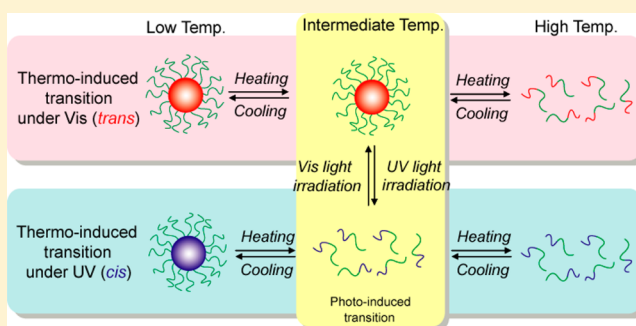 Low Temp.
Intermediate Temp.
High Temp.
Thermo-induced
transition
under Vis (trans)
Heating
Cooling
Heating
Cooling
Vis light
irradiation
UV light
irradiation
Thermo-induced
transition
under UV (cis)
Heating
Cooling
Heating
Cooling
Photo-induced
transition